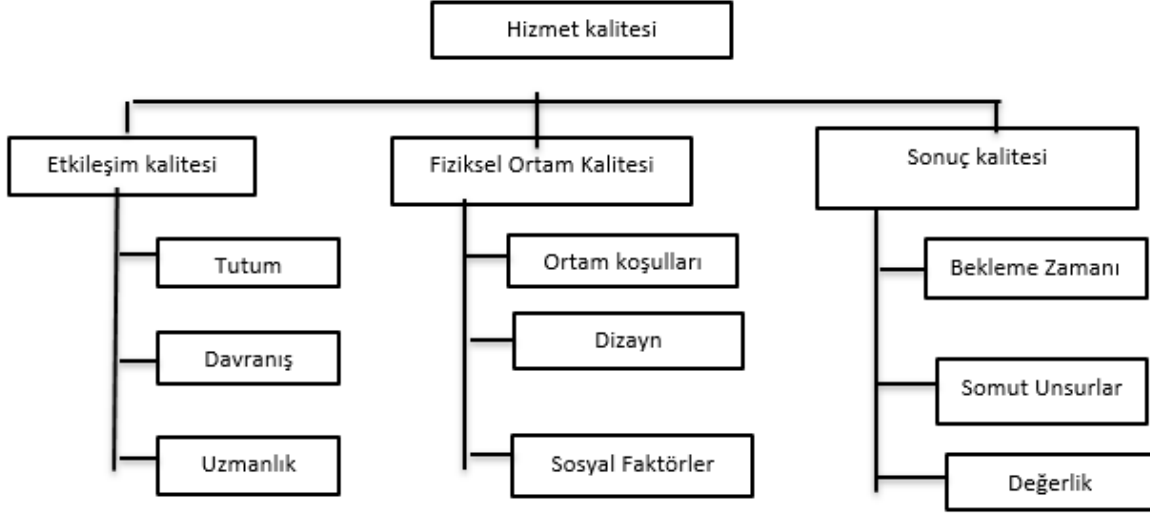 Hizmet kalitesi
Etkileşim kalitesi
Tutum
Davranış
Uzmanlık
Fiziksel Ortam Kalitesi
Ortam koşulları
Dizayn
Sosyal Faktörler
Sonuç kalitesi
Bekleme Zamanı
Somut Unsurlar
Değerlik